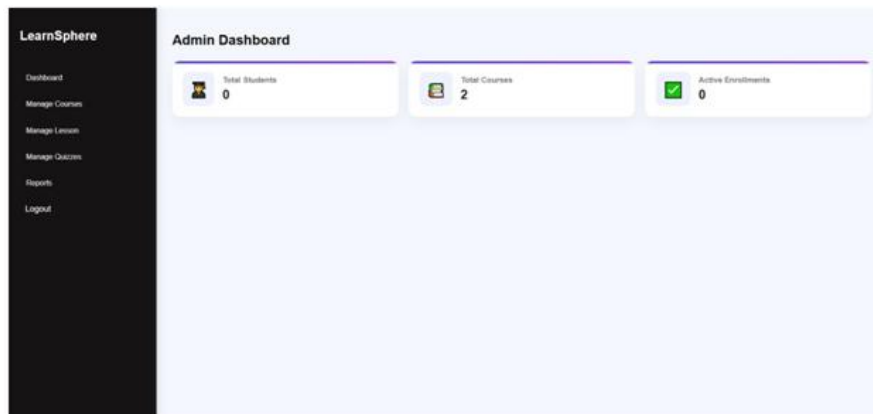 LearnSphere
Dashboard
Manage Courses
Manage Lesson
Manage Quizzes
Reports
Logout
Admin Dashboard
Total Students
0
Total Courses
2
Active Enrollments
0